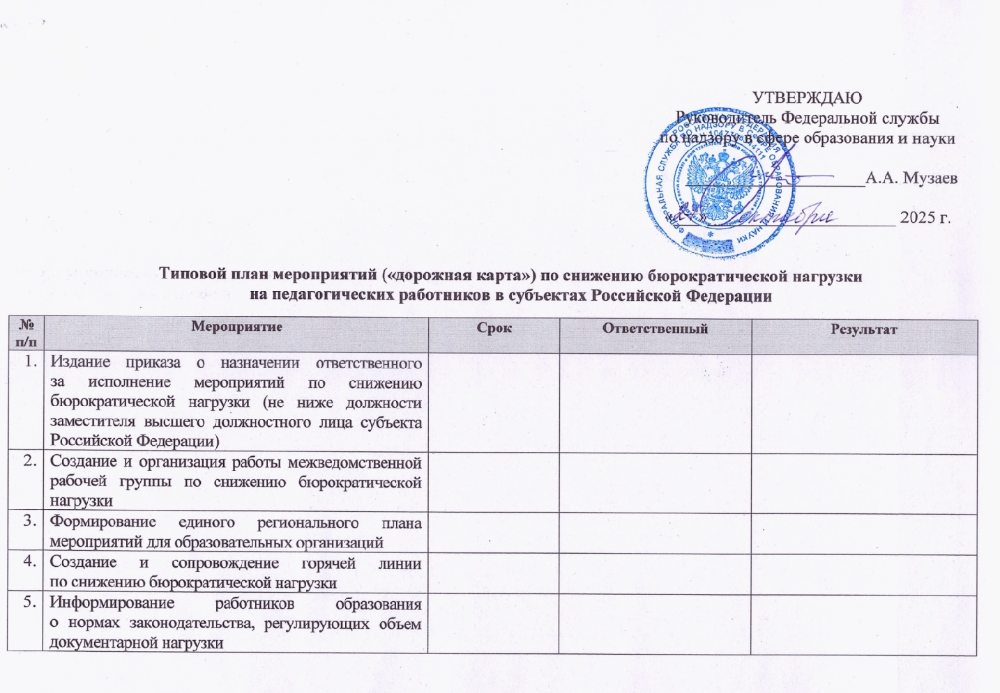 УТВЕРЖДАЮ
Руководитель Федеральной службы
по надзору в сфере образования и науки
А.А. Музаев
октября 2025 г.
ФЕДЕРАЛЬНАЯ СЛУЖБА ПО НАДЗОРУ В СФЕРЕ ОБРАЗОВАНИЯ И НАУКИ
РОССИЙСКАЯ ФЕДЕРАЦИЯ
Типовой план мероприятий («дорожная карта») по снижению бюрократической нагрузки
на педагогических работников в субъектах Российской Федерации
№
п/п
Мероприятие
Срок
Ответственный
Результат
1.
Издание приказа о назначении ответственного
за исполнение мероприятий по снижению
бюрократической нагрузки (не ниже должности
заместителя высшего должностного лица субъекта
Российской Федерации)
2.
Создание и организация работы межведомственной
рабочей группы по снижению бюрократической
нагрузки
3.
Формирование единого регионального плана
мероприятий для образовательных организаций
4.
Создание и сопровождение горячей линии
по снижению бюрократической нагрузки
5.
Информирование работников образования
о нормах законодательства, регулирующих объем
документарной нагрузки